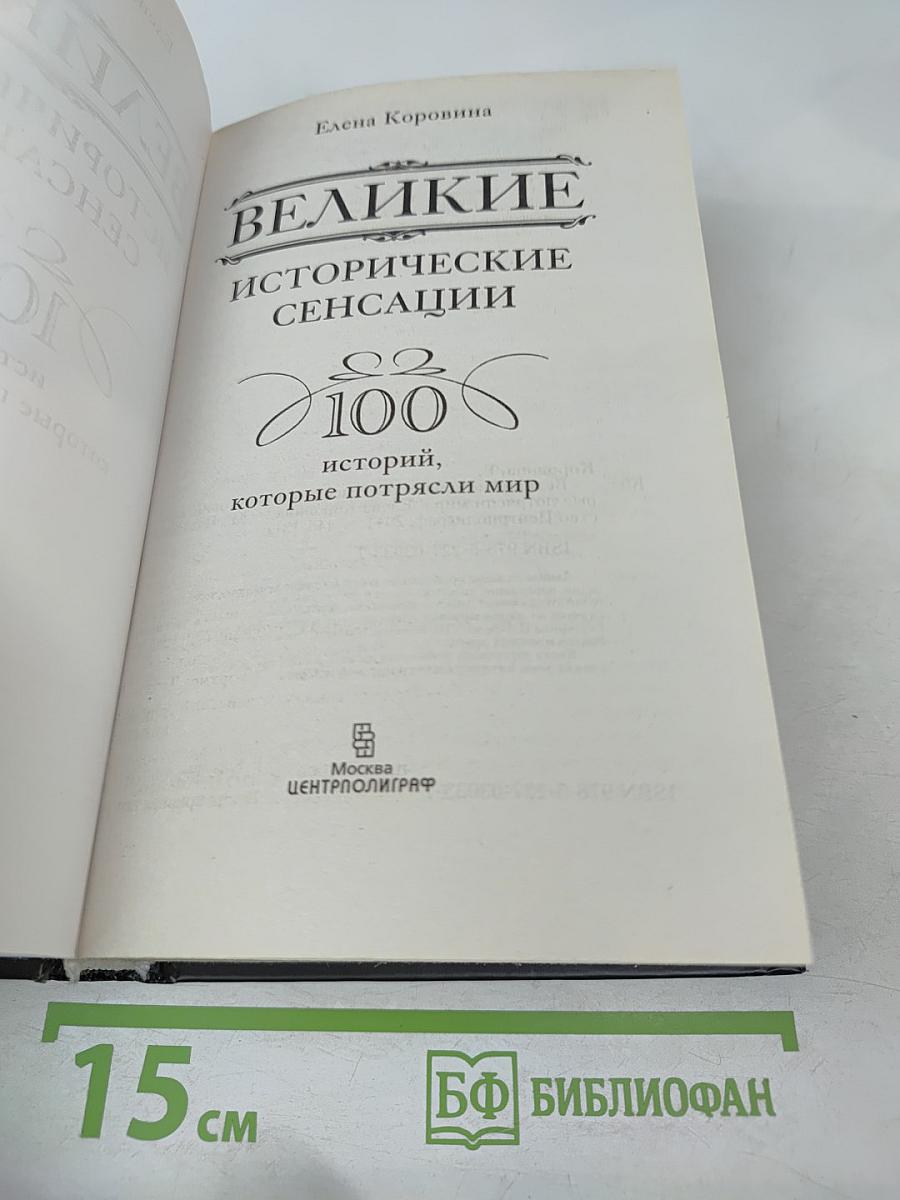 Елена Коровина
ВЕЛИКИЕ
ИСТОРИЧЕСКИЕ
СЕНСАЦИИ
100
историй,
которые потрясли мир
Москва
ЦЕНТРПОЛИГРАФ
15 см
БФ БИБЛИОФАН